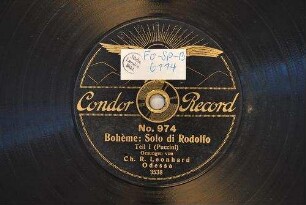 FO-SP-B
6194
Condor Record
No. 974
Bohème: Solo di Rodolfo
Teil I (Puccini)
Gesungen von
Ch. R. Leonhard
Odessa
3538